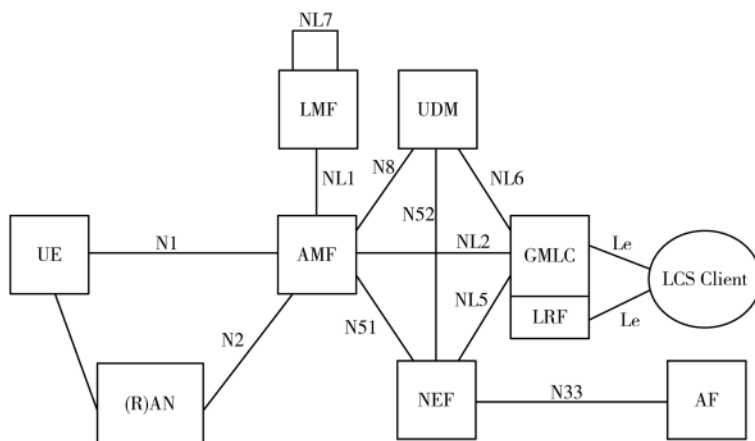 NL7
LMF
UDM
NL1
N8
NL6
N52
UE
N1
AMF
NL2
GMLC
Le
LCS Client
LRF
Le
N2
N51
NL5
(R)AN
NEF
N33
AF